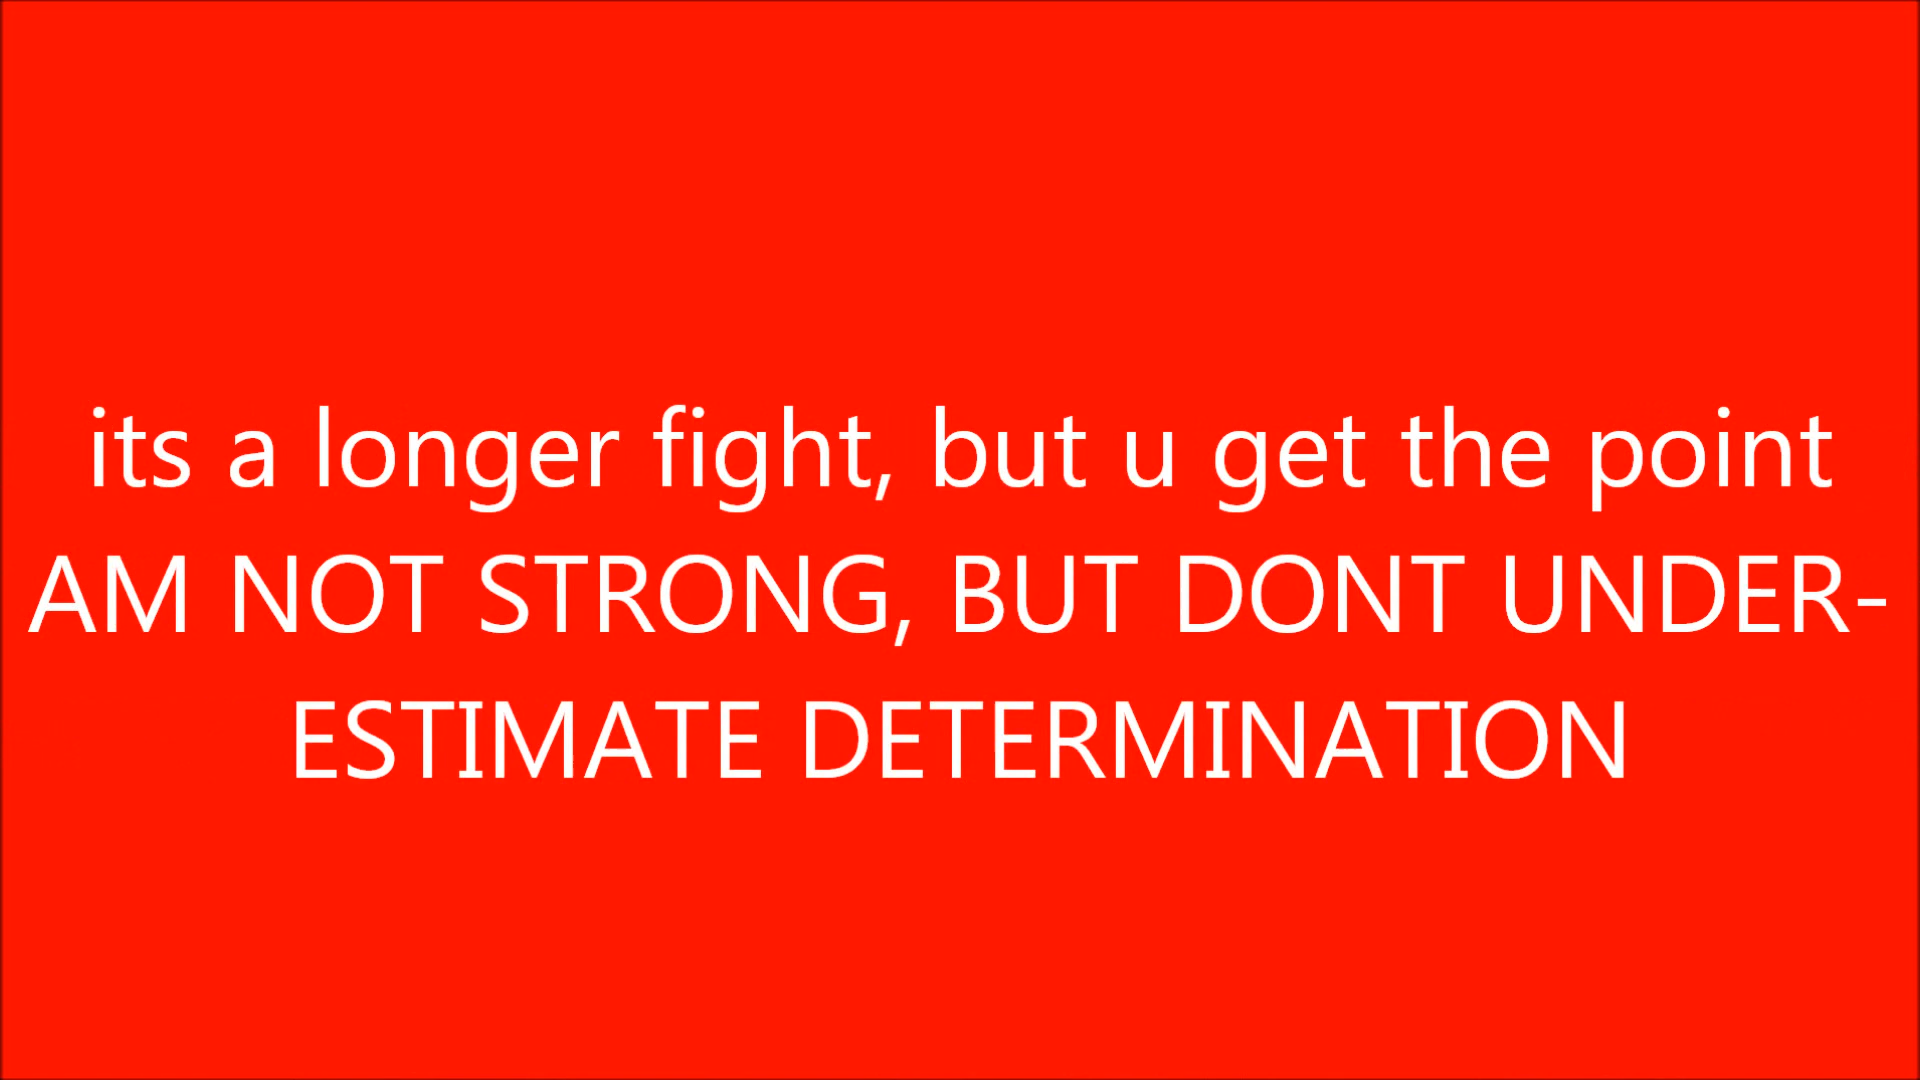 its a longer fight, but u get the point
AM NOT STRONG, BUT DONT UNDER-
ESTIMATE DETERMINATION